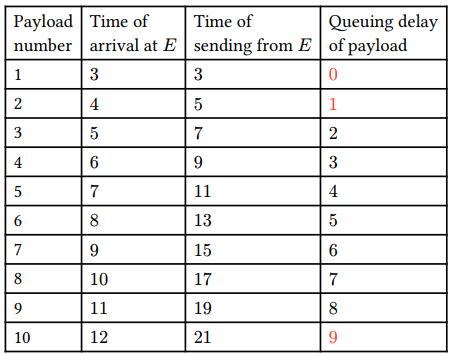 Payload number | Time of arrival at E | Time of sending from E | Queuing delay of payload
1 | 3 | 3 | 0
2 | 4 | 5 | 1
3 | 5 | 7 | 2
4 | 6 | 9 | 3
5 | 7 | 11 | 4
6 | 8 | 13 | 5
7 | 9 | 15 | 6
8 | 10 | 17 | 7
9 | 11 | 19 | 8
10 | 12 | 21 | 9